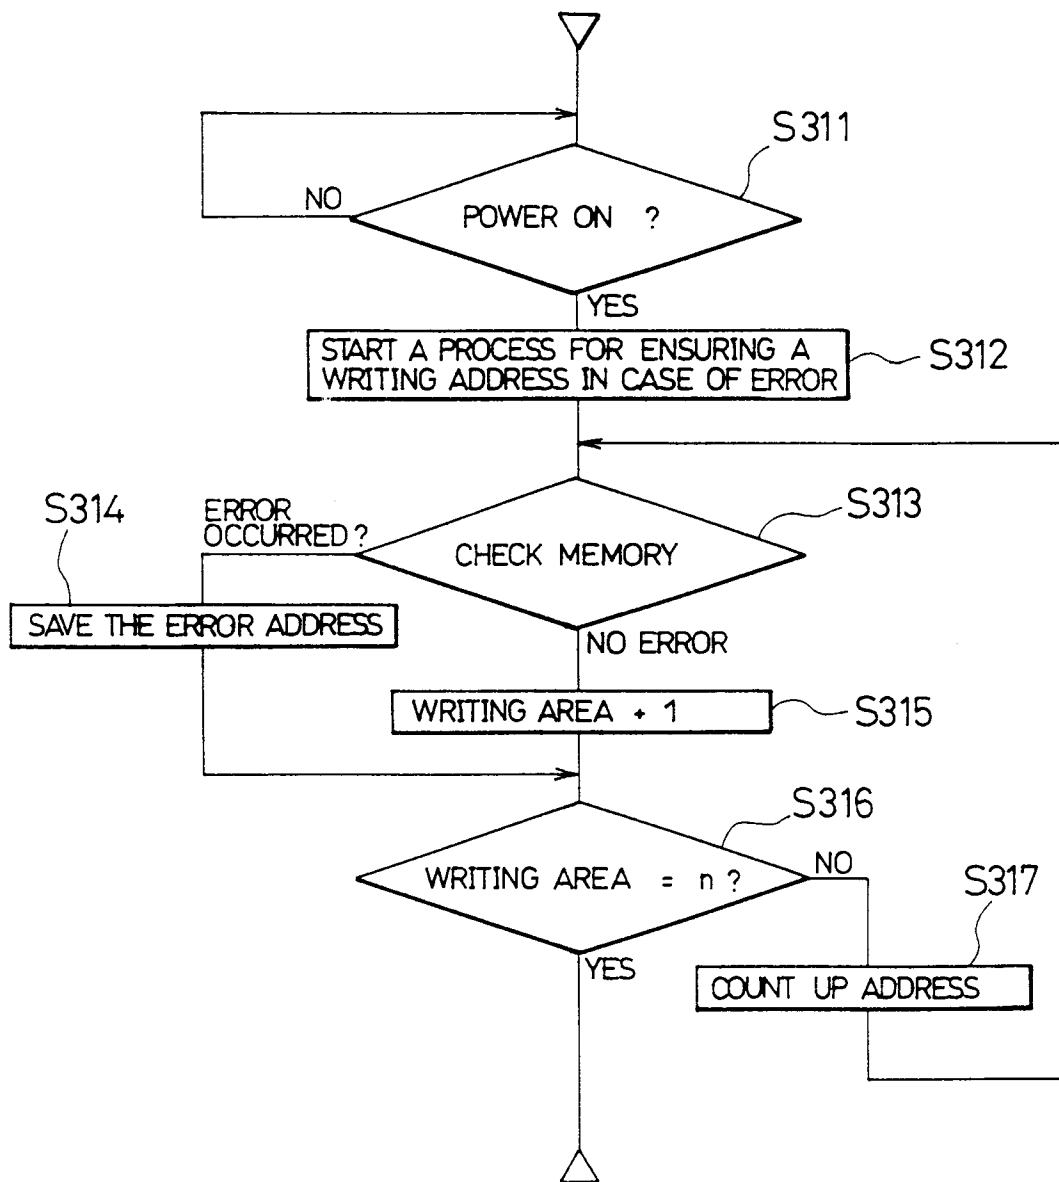 S311
NO
POWER ON ?
YES
START A PROCESS FOR ENSURING A
WRITING ADDRESS IN CASE OF ERROR
S312
S314
ERROR
OCCURRED?
S313
CHECK MEMORY
SAVE THE ERROR ADDRESS
NO ERROR
WRITING AREA + 1
S315
S316
WRITING AREA = n ?
NO
S317
YES
COUNT UP ADDRESS